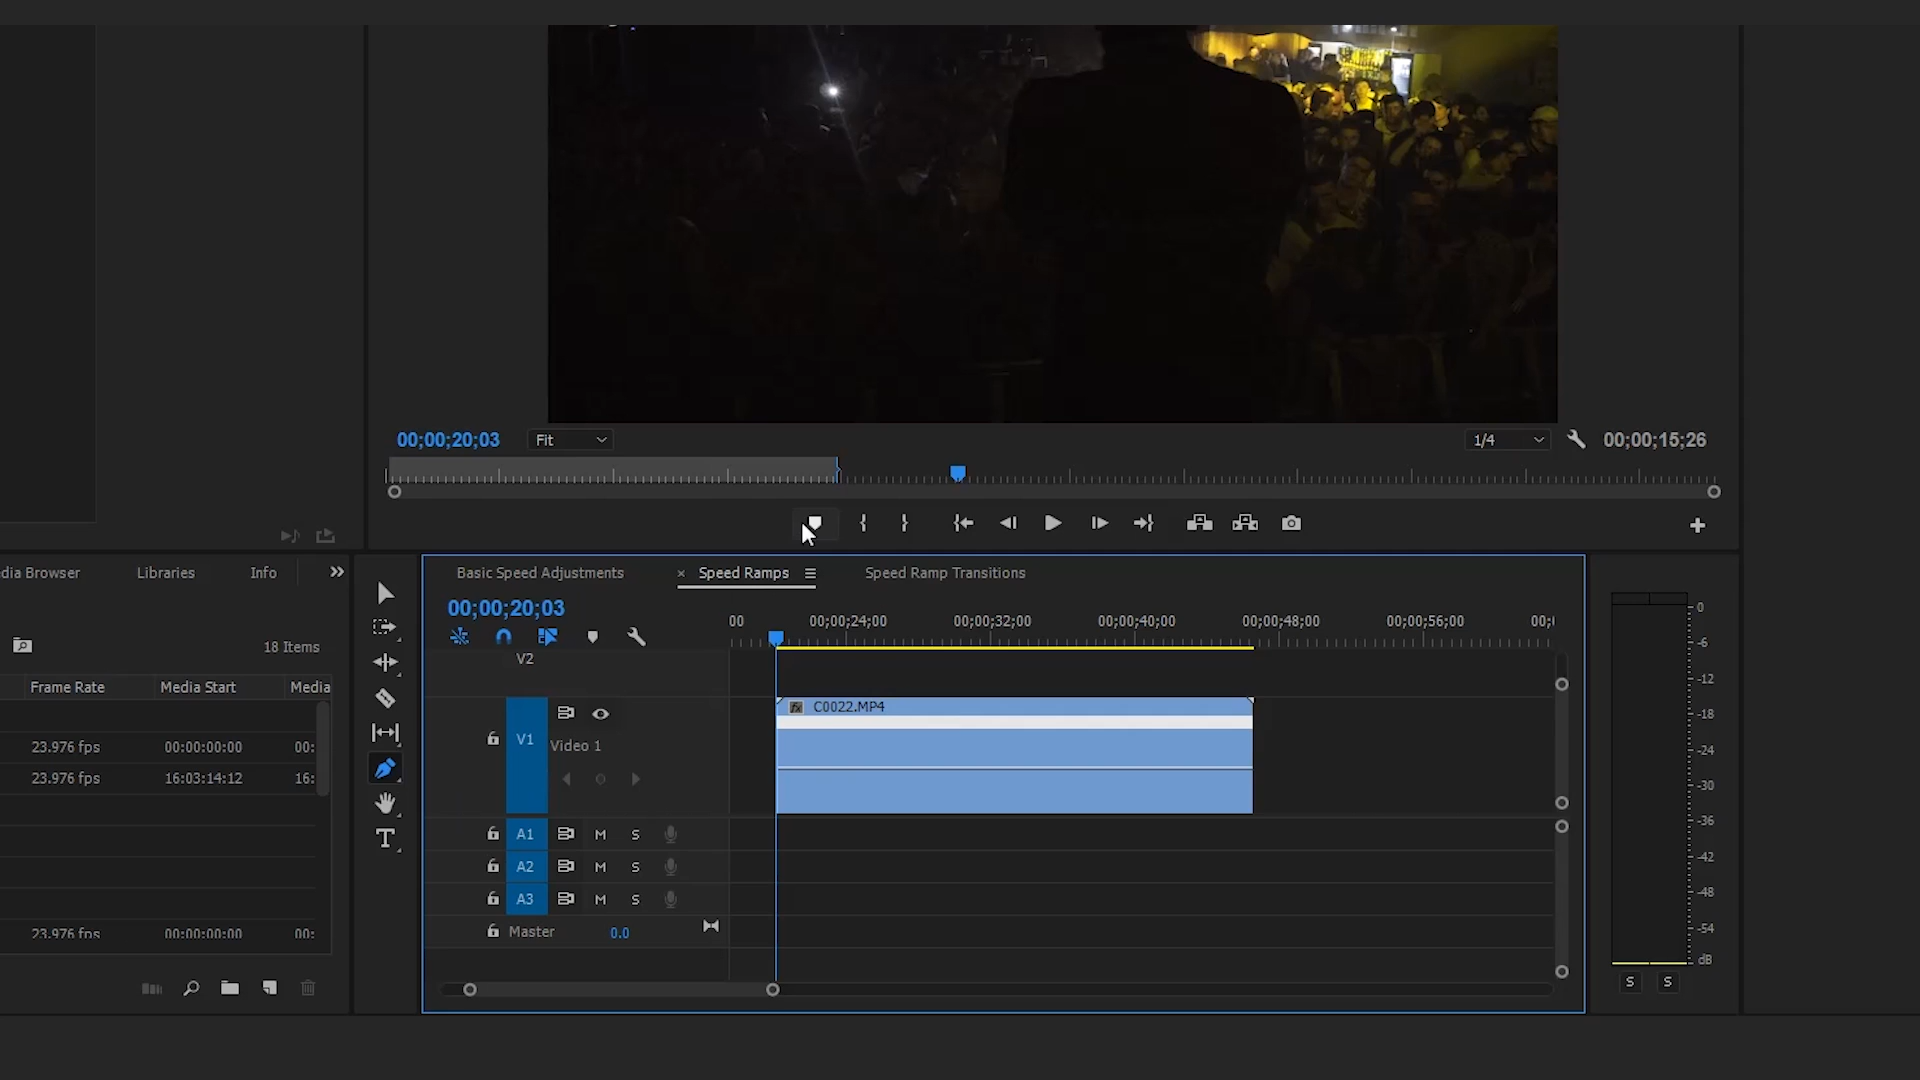 00;00;20;03
Fit
1/4
00;00;15;26
dia Browser
Libraries
Info
18 Items
Frame Rate
Media Start
Media
23.976 fps
00:00:00:00
00:
23.976 fps
16:03:14:12
16:
23.976 fps
00:00:00:00
00:
Basic Speed Adjustments
× Speed Ramps
Speed Ramp Transitions
00;00;20;03
00
00;00;24;00
00;00;32;00
00;00;40;00
00;00;48;00
00;00;56;00
00;
V2
fx C0022.MP4
V1
Video 1
A1
M
S
A2
M
S
A3
M
S
Master
0.0
T
0
-6
-12
-18
-24
-30
-36
-42
-48
-54
dB
S
S